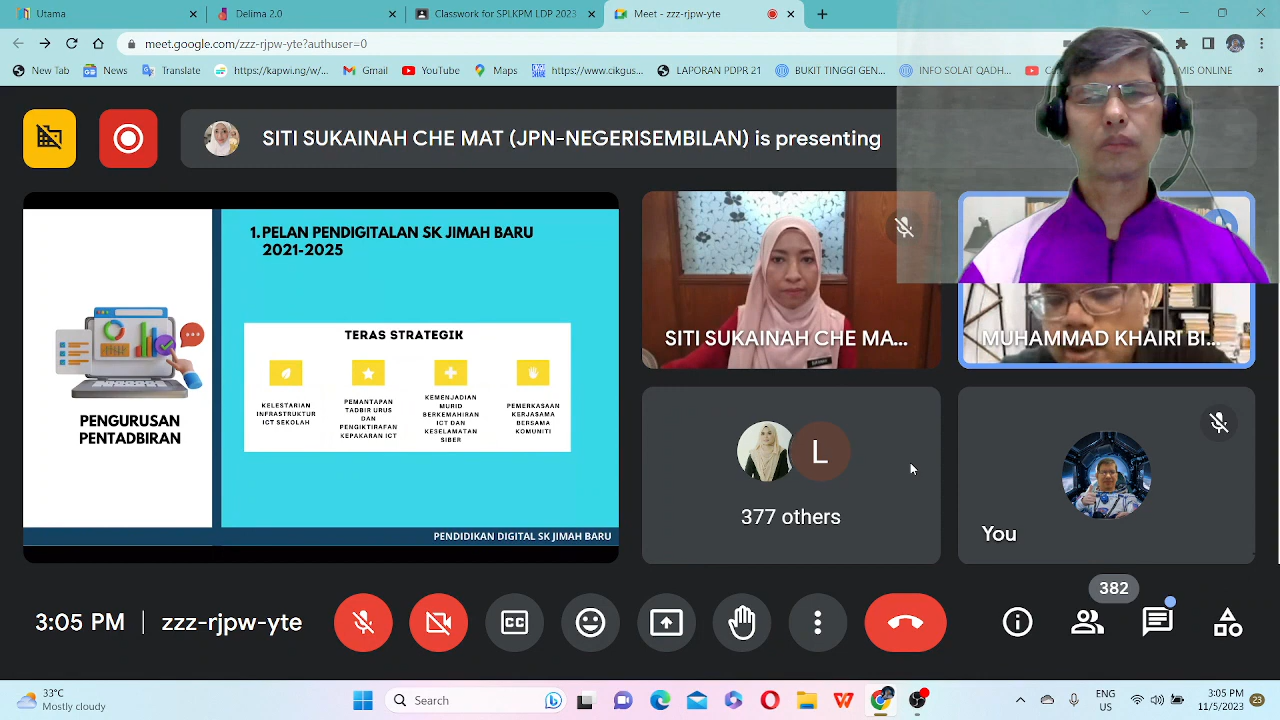 Utama
Delima 2.0
Classwork for SPLKPM LDP 2023
Meet - zzz-rjpw-yte
meet.google.com/zzz-rjpw-yte?authuser=0
New Tab
News
Translate
https://kapwing/w/...
Gmail
YouTube
Maps
https://www.cikgus...
LAPORAN PDPR 21
BUKIT TINGGI GEN...
INFO SOLAT QADH...
EMIS ONLINE
SITI SUKAINAH CHE MAT (JPN-NEGERISEMBILAN) is presenting
1. PELAN PENDIGITALAN SK JIMAH BARU
2021-2025
TERAS STRATEGIK
KELESTARIAN
INFRASTRUKTUR
ICT SEKOLAH
PEMANTAPAN
TADBIR URUS
DAN
PENGIKTIRAFAN
KEPAKARAN ICT
KEMENJADIAN
MURID
BERKEMAHIRAN
ICT DAN
KESELAMATAN
SIBER
PEMERKASAAN
KERJASAMA
BERSAMA
KOMUNITI
PENGURUSAN
PENTADBIRAN
PENDIDIKAN DIGITAL SK JIMAH BARU
SITI SUKAINAH CHE MA...
MUHAMMAD KHAIRI BI...
L
377 others
You
382
3:05 PM
zzz-rjpw-yte
CC
33°C
Mostly cloudy
Search
ENG
US
3:05 PM
11/5/2023
23